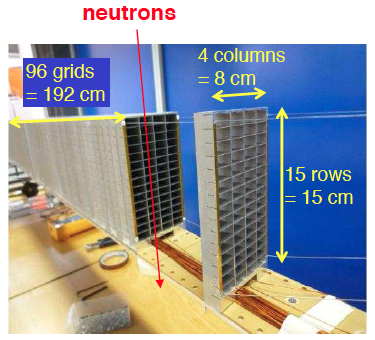 neutrons
96 grids
= 192 cm
4 columns
= 8 cm
15 rows
= 15 cm